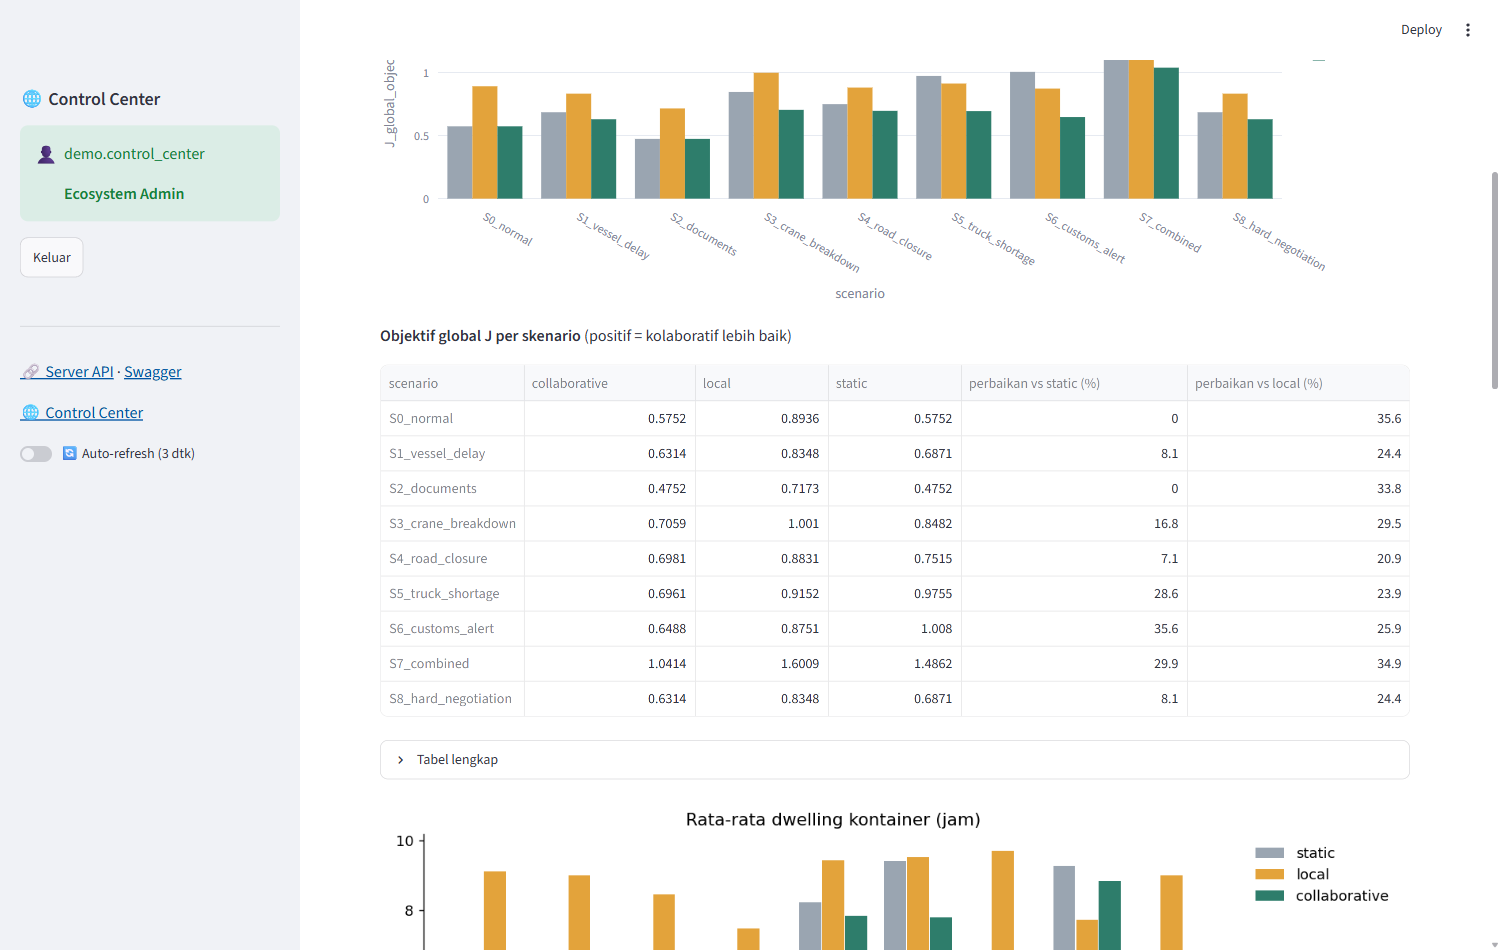 Deploy
Control Center
demo.control_center
Ecosystem Admin
Keluar
Server API · Swagger
Control Center
Auto-refresh (3 dtk)
J_global_objec
1
0.5
0
S0_normal
S1_vessel_delay
S2_documents
S3_crane_breakdown
S4_road_closure
S5_truck_shortage
S6_customs_alert
S7_combined
S8_hard_negotiation
scenario
Objektif global J per skenario (positif = kolaboratif lebih baik)
scenario collaborative local static perbaikan vs static (%) perbaikan vs local (%)
S0_normal 0.5752 0.8936 0.5752 0 35.6
S1_vessel_delay 0.6314 0.8348 0.6871 8.1 24.4
S2_documents 0.4752 0.7173 0.4752 0 33.8
S3_crane_breakdown 0.7059 1.001 0.8482 16.8 29.5
S4_road_closure 0.6981 0.8831 0.7515 7.1 20.9
S5_truck_shortage 0.6961 0.9152 0.9755 28.6 23.9
S6_customs_alert 0.6488 0.8751 1.008 35.6 25.9
S7_combined 1.0414 1.6009 1.4862 29.9 34.9
S8_hard_negotiation 0.6314 0.8348 0.6871 8.1 24.4
Tabel lengkap
Rata-rata dwelling kontainer (jam)
10
8
static
local
collaborative